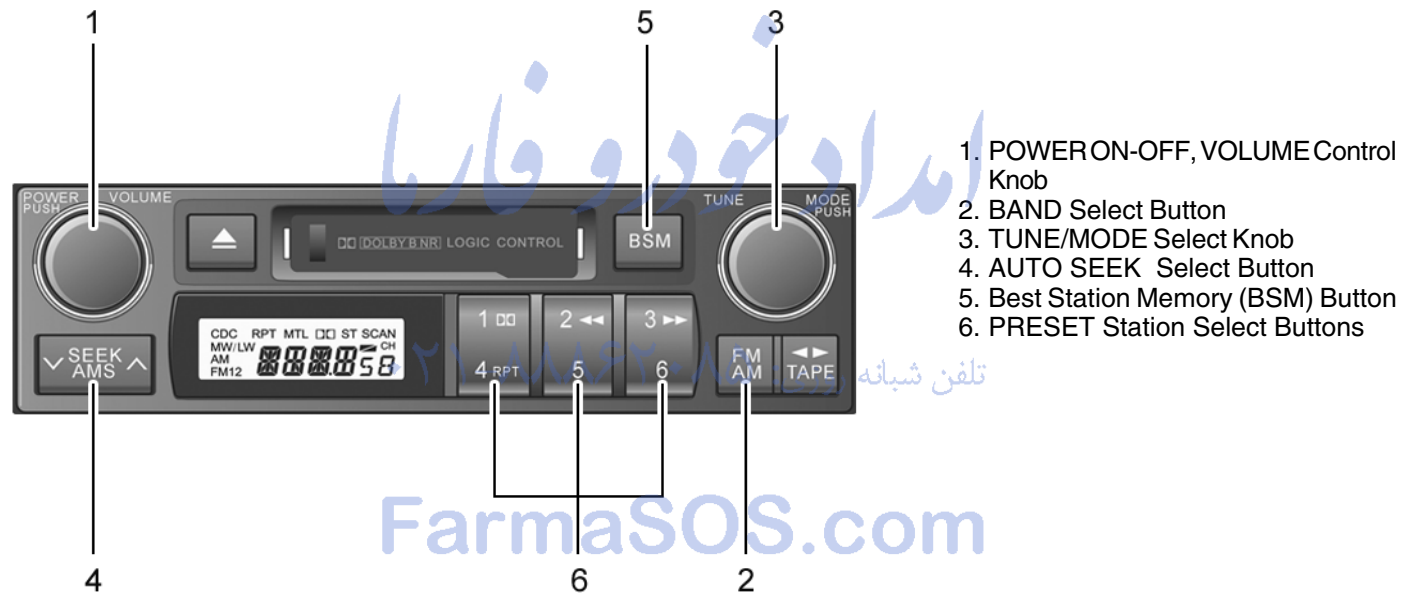 1
5
3
امداد خودرو فارما
POWER PUSH VOLUME
TUNE MODE PUSH
DOLBY B NR LOGIC CONTROL
BSM
CDC RPT MTL ST SCAN
MW/LW CH
AM
FM12
SEEK
AMS
1 2 3
4 RPT 5 6
FM
AM
TAPE
تلفن شبانه
1. POWER ON-OFF, VOLUME Control
Knob
2. BAND Select Button
3. TUNE/MODE Select Knob
4. AUTO SEEK Select Button
5. Best Station Memory (BSM) Button
6. PRESET Station Select Buttons
FarmaSOS.com
4
6
2